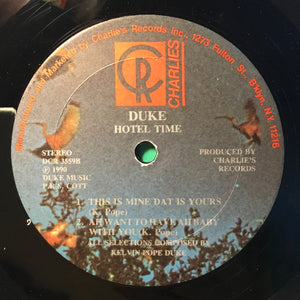 Manufactured and Marketed by Charlie's Records Inc., - 1273 Fulton St., B'klyn, N.Y. 11216
CR
CHARLIES
DUKE
HOTEL TIME
STEREO
DCR 3559B
℗ 1990
DUKE MUSIC
P.R.S. COTT
PRODUCED BY
CHARLIE'S
RECORDS
1. THIS IS MINE DAT IS YOURS
(K. Pope)
2. AH WANT TO HAVE AH BABY
WITH YOU (K. Pope)
ALL SELECTIONS COMPOSED BY
KELVIN POPE DUKE